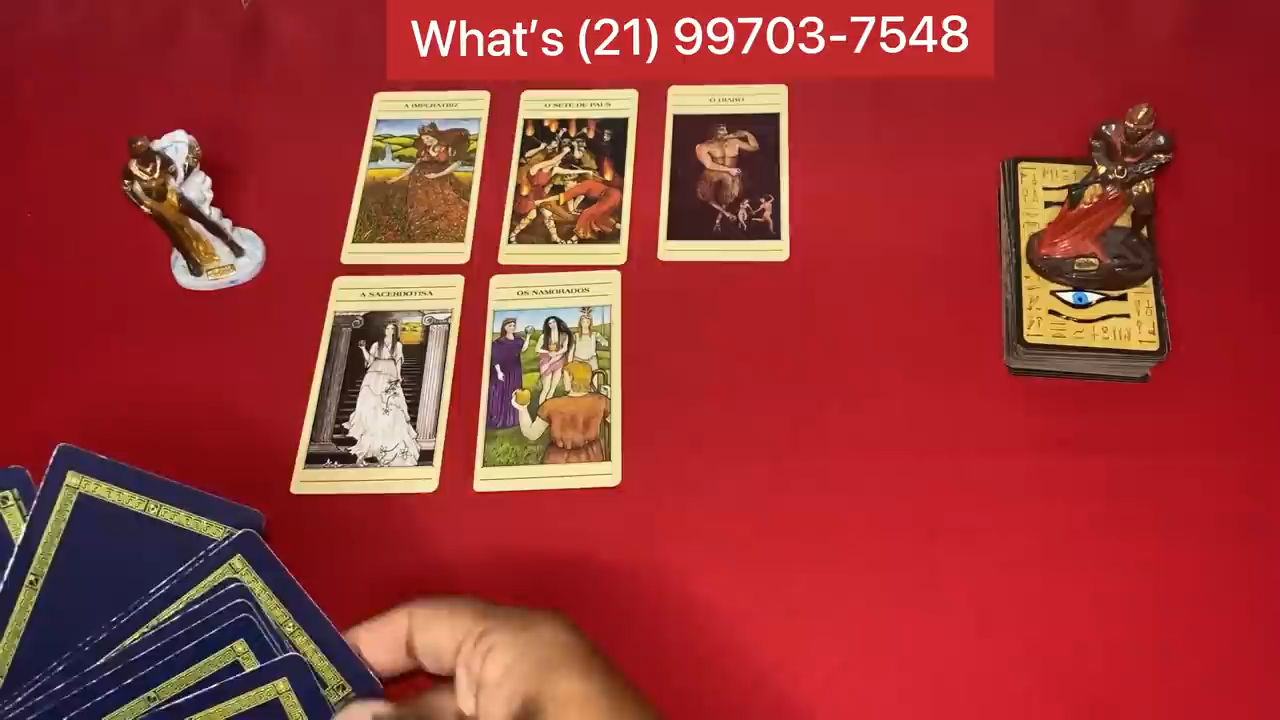 What's (21) 99703-7548
A IMPERATRIZ
O SETE DE PAUS
O DIABO
A SACERDOTISA
OS NAMORADOS